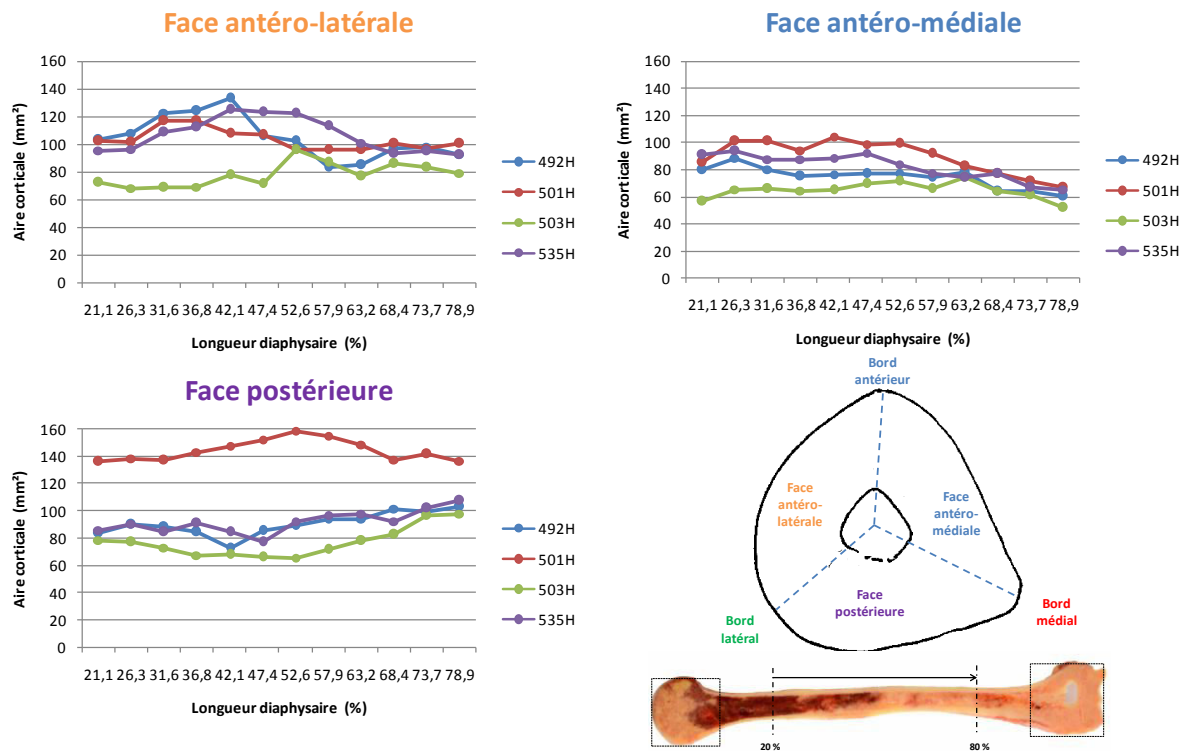 Face antéro-latérale
160
140
120
100
80
60
40
20
0
Aire corticale (mm²)
21,1 26,3 31,6 36,8 42,1 47,4 52,6 57,9 63,2 68,4 73,7 78,9
Longueur diaphysaire (%)
492H
501H
503H
535H
Face antéro-médiale
160
140
120
100
80
60
40
20
0
Aire corticale (mm²)
21,1 26,3 31,6 36,8 42,1 47,4 52,6 57,9 63,2 68,4 73,7 78,9
Longueur diaphysaire (%)
492H
501H
503H
535H
Face postérieure
160
140
120
100
80
60
40
20
0
Aire corticale (mm²)
21,1 26,3 31,6 36,8 42,1 47,4 52,6 57,9 63,2 68,4 73,7 78,9
Longueur diaphysaire (%)
492H
501H
503H
535H
Bord
antérieur
Face
antéro-
latérale
Face
antéro-
médiale
Face
postérieure
Bord
latéral
Bord
médial
20 %
80 %